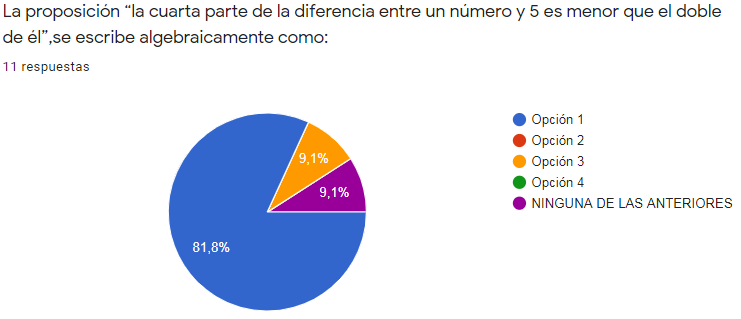 La proposición “la cuarta parte de la diferencia entre un número y 5 es menor que el doble
de él”,se escribe algebraicamente como:
11 respuestas
Opción 1
Opción 2
Opción 3
Opción 4
NINGUNA DE LAS ANTERIORES
9,1%
9,1%
81,8%